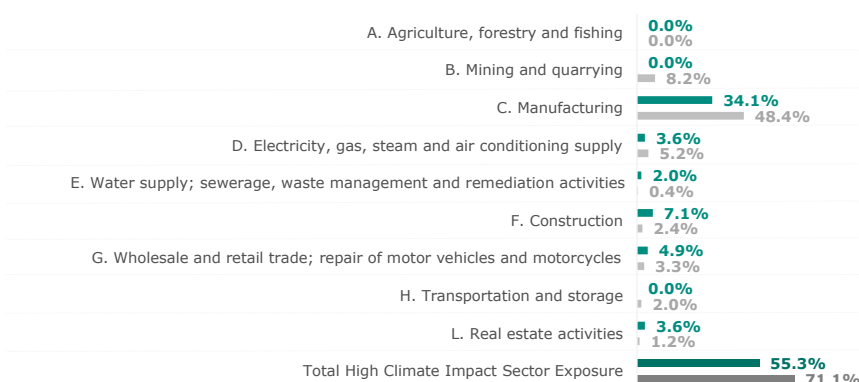 A. Agriculture, forestry and fishing 0.0%
0.0%
B. Mining and quarrying 0.0%
8.2%
C. Manufacturing 34.1%
48.4%
D. Electricity, gas, steam and air conditioning supply 3.6%
5.2%
E. Water supply; sewerage, waste management and remediation activities 2.0%
0.4%
F. Construction 7.1%
2.4%
G. Wholesale and retail trade; repair of motor vehicles and motorcycles 4.9%
3.3%
H. Transportation and storage 0.0%
2.0%
L. Real estate activities 3.6%
1.2%
Total High Climate Impact Sector Exposure 55.3%
71.1%